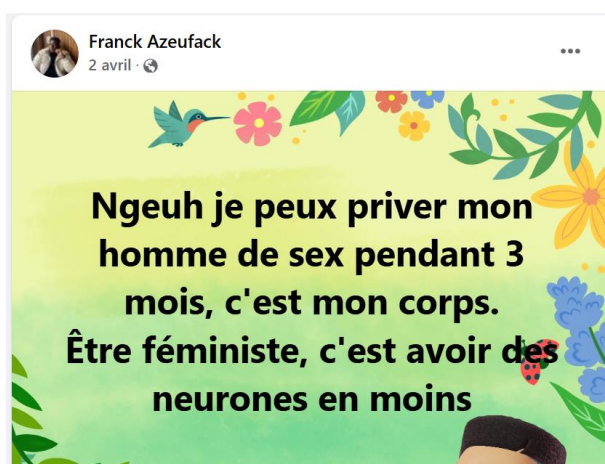 Franck Azeufack
2 avril ·
Ngeuh je peux priver mon
homme de sex pendant 3
mois, c'est mon corps.
Être féministe, c'est avoir des
neurones en moins